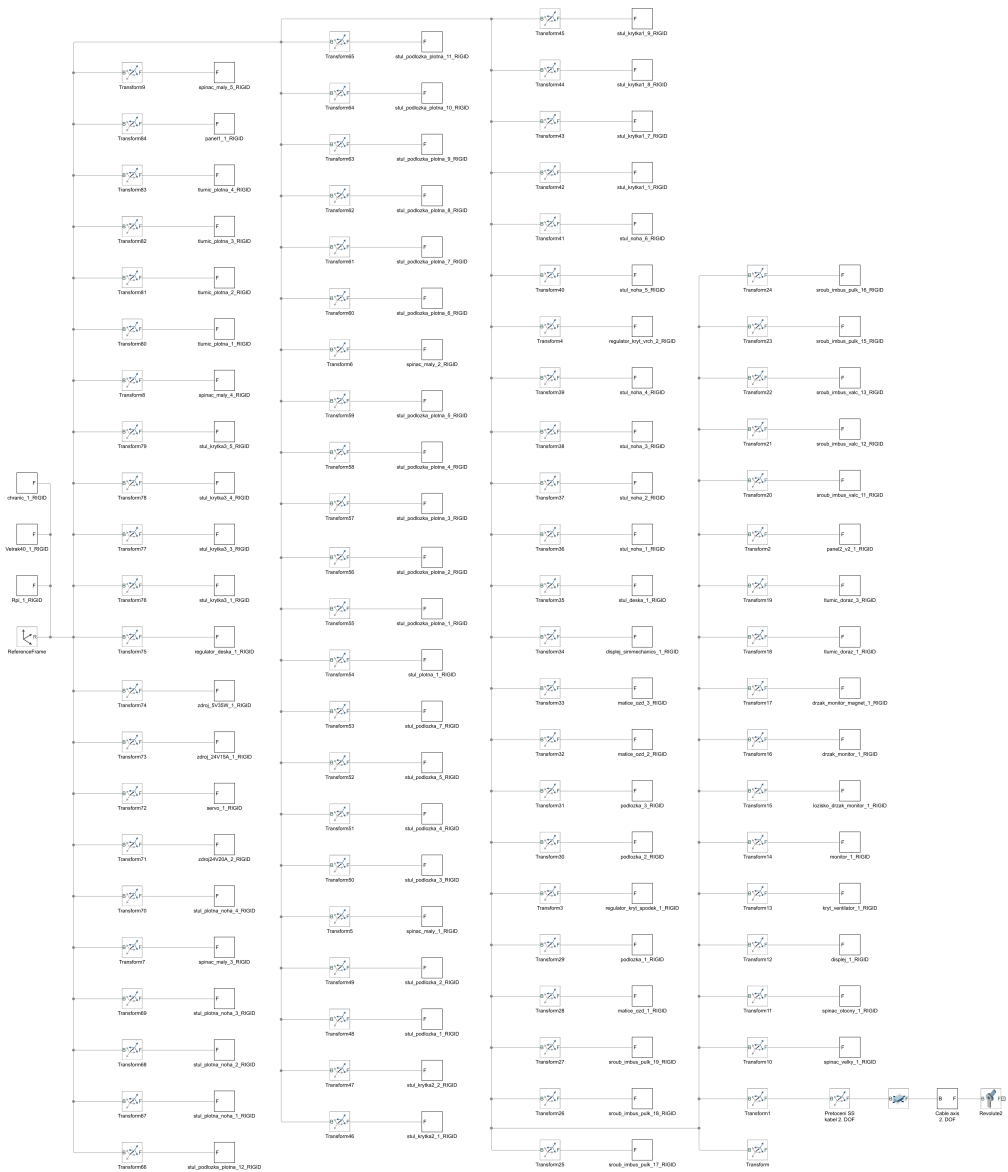 F
chranic_1_RIGID
F
Vetrak40_1_RIGID
F
Rpi_1_RIGID
R
ReferenceFrame
B F F
Transform9 spinac_maly_5_RIGID
B F F
Transform84 panel1_1_RIGID
B F F
Transform83 tlumic_plotna_4_RIGID
B F F
Transform82 tlumic_plotna_3_RIGID
B F F
Transform81 tlumic_plotna_2_RIGID
B F F
Transform80 tlumic_plotna_1_RIGID
B F F
Transform8 spinac_maly_4_RIGID
B F F
Transform79 stul_krytka3_5_RIGID
B F F
Transform78 stul_krytka3_4_RIGID
B F F
Transform77 stul_krytka3_3_RIGID
B F F
Transform76 stul_krytka3_1_RIGID
B F F
Transform75 regulator_deska_1_RIGID
B F F
Transform74 zdroj_5V35W_1_RIGID
B F F
Transform73 zdroj_24V15A_1_RIGID
B F F
Transform72 servo_1_RIGID
B F F
Transform71 zdroj24V20A_2_RIGID
B F F
Transform70 stul_plotna_noha_4_RIGID
B F F
Transform7 spinac_maly_3_RIGID
B F F
Transform69 stul_plotna_noha_3_RIGID
B F F
Transform68 stul_plotna_noha_2_RIGID
B F F
Transform67 stul_plotna_noha_1_RIGID
B F F
Transform66 stul_podlozka_plotna_12_RIGID
B F F
Transform65 stul_podlozka_plotna_11_RIGID
B F F
Transform64 stul_podlozka_plotna_10_RIGID
B F F
Transform63 stul_podlozka_plotna_9_RIGID
B F F
Transform62 stul_podlozka_plotna_8_RIGID
B F F
Transform61 stul_podlozka_plotna_7_RIGID
B F F
Transform60 stul_podlozka_plotna_6_RIGID
B F F
Transform6 spinac_maly_2_RIGID
B F F
Transform59 stul_podlozka_plotna_5_RIGID
B F F
Transform58 stul_podlozka_plotna_4_RIGID
B F F
Transform57 stul_podlozka_plotna_3_RIGID
B F F
Transform56 stul_podlozka_plotna_2_RIGID
B F F
Transform55 stul_podlozka_plotna_1_RIGID
B F F
Transform54 stul_plotna_1_RIGID
B F F
Transform53 stul_podlozka_7_RIGID
B F F
Transform52 stul_podlozka_5_RIGID
B F F
Transform51 stul_podlozka_4_RIGID
B F F
Transform50 stul_podlozka_3_RIGID
B F F
Transform5 spinac_maly_1_RIGID
B F F
Transform49 stul_podlozka_2_RIGID
B F F
Transform48 stul_podlozka_1_RIGID
B F F
Transform47 stul_krytka2_2_RIGID
B F F
Transform46 stul_krytka2_1_RIGID
B F F
Transform45 stul_krytka1_9_RIGID
B F F
Transform44 stul_krytka1_8_RIGID
B F F
Transform43 stul_krytka1_7_RIGID
B F F
Transform42 stul_krytka1_1_RIGID
B F F
Transform41 stul_noha_6_RIGID
B F F
Transform40 stul_noha_5_RIGID
B F F
Transform4 regulator_kryt_vrch_2_RIGID
B F F
Transform39 stul_noha_4_RIGID
B F F
Transform38 stul_noha_3_RIGID
B F F
Transform37 stul_noha_2_RIGID
B F F
Transform36 stul_noha_1_RIGID
B F F
Transform35 stul_deska_1_RIGID
B F F
Transform34 displej_simmechanics_1_RIGID
B F F
Transform33 matice_ozd_3_RIGID
B F F
Transform32 matice_ozd_2_RIGID
B F F
Transform31 podlozka_3_RIGID
B F F
Transform30 podlozka_2_RIGID
B F F
Transform3 regulator_kryt_spodek_1_RIGID
B F F
Transform29 podlozka_1_RIGID
B F F
Transform28 matice_ozd_1_RIGID
B F F
Transform27 sroub_imbus_pulk_19_RIGID
B F F
Transform26 sroub_imbus_pulk_18_RIGID
B F F
Transform25 sroub_imbus_pulk_17_RIGID
B F F
Transform24 sroub_imbus_pulk_16_RIGID
B F F
Transform23 sroub_imbus_pulk_15_RIGID
B F F
Transform22 sroub_imbus_valc_13_RIGID
B F F
Transform21 sroub_imbus_valc_12_RIGID
B F F
Transform20 sroub_imbus_valc_11_RIGID
B F F
Transform2 panel2_v2_1_RIGID
B F F
Transform19 tlumic_doraz_3_RIGID
B F F
Transform18 tlumic_doraz_1_RIGID
B F F
Transform17 drzak_monitor_magnet_1_RIGID
B F F
Transform16 drzak_monitor_1_RIGID
B F F
Transform15 lozisko_drzak_monitor_1_RIGID
B F F
Transform14 monitor_1_RIGID
B F F
Transform13 kryt_ventilator_1_RIGID
B F F
Transform12 displej_1_RIGID
B F F
Transform11 spinac_otocny_1_RIGID
B F F
Transform10 spinac_velky_1_RIGID
B F B F B F B F
Transform1 Pretoceni SS Cable axis Revolute2
kabel 2. DOF 2. DOF
B F
Transform